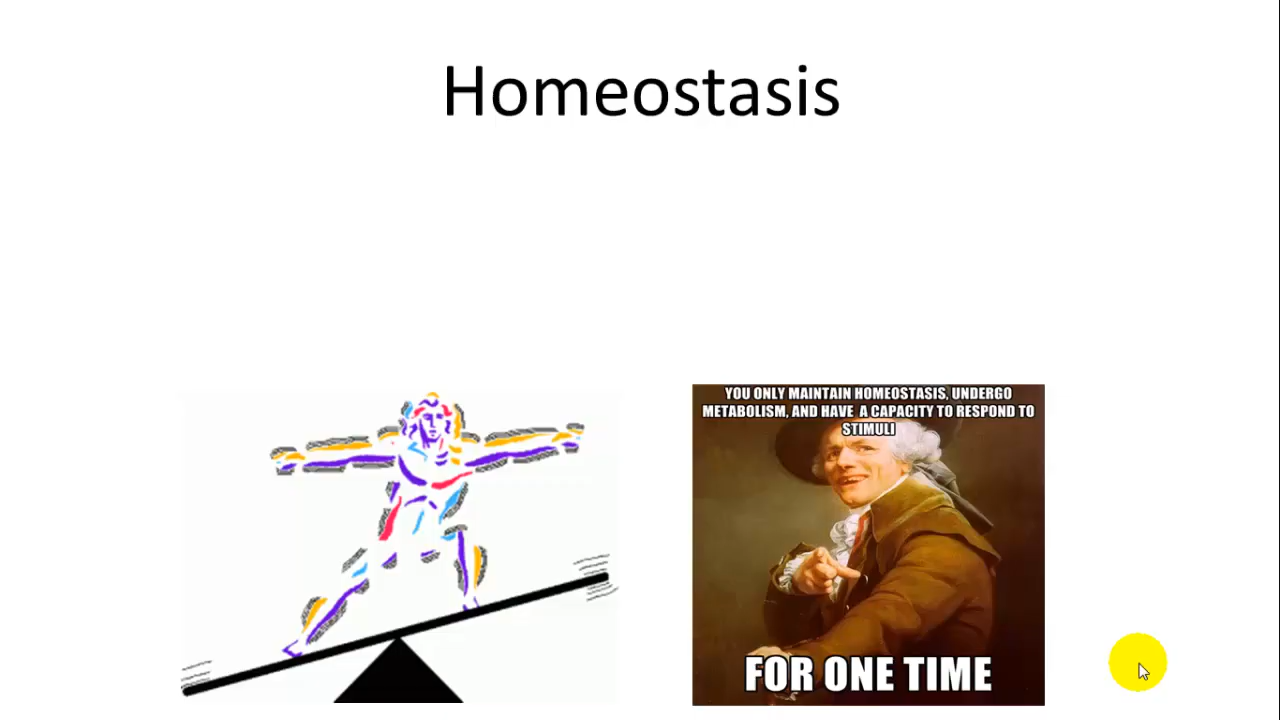 Homeostasis
YOU ONLY MAINTAIN HOMEOSTASIS, UNDERGO
METABOLISM, AND HAVE A CAPACITY TO RESPOND TO
STIMULI
FOR ONE TIME